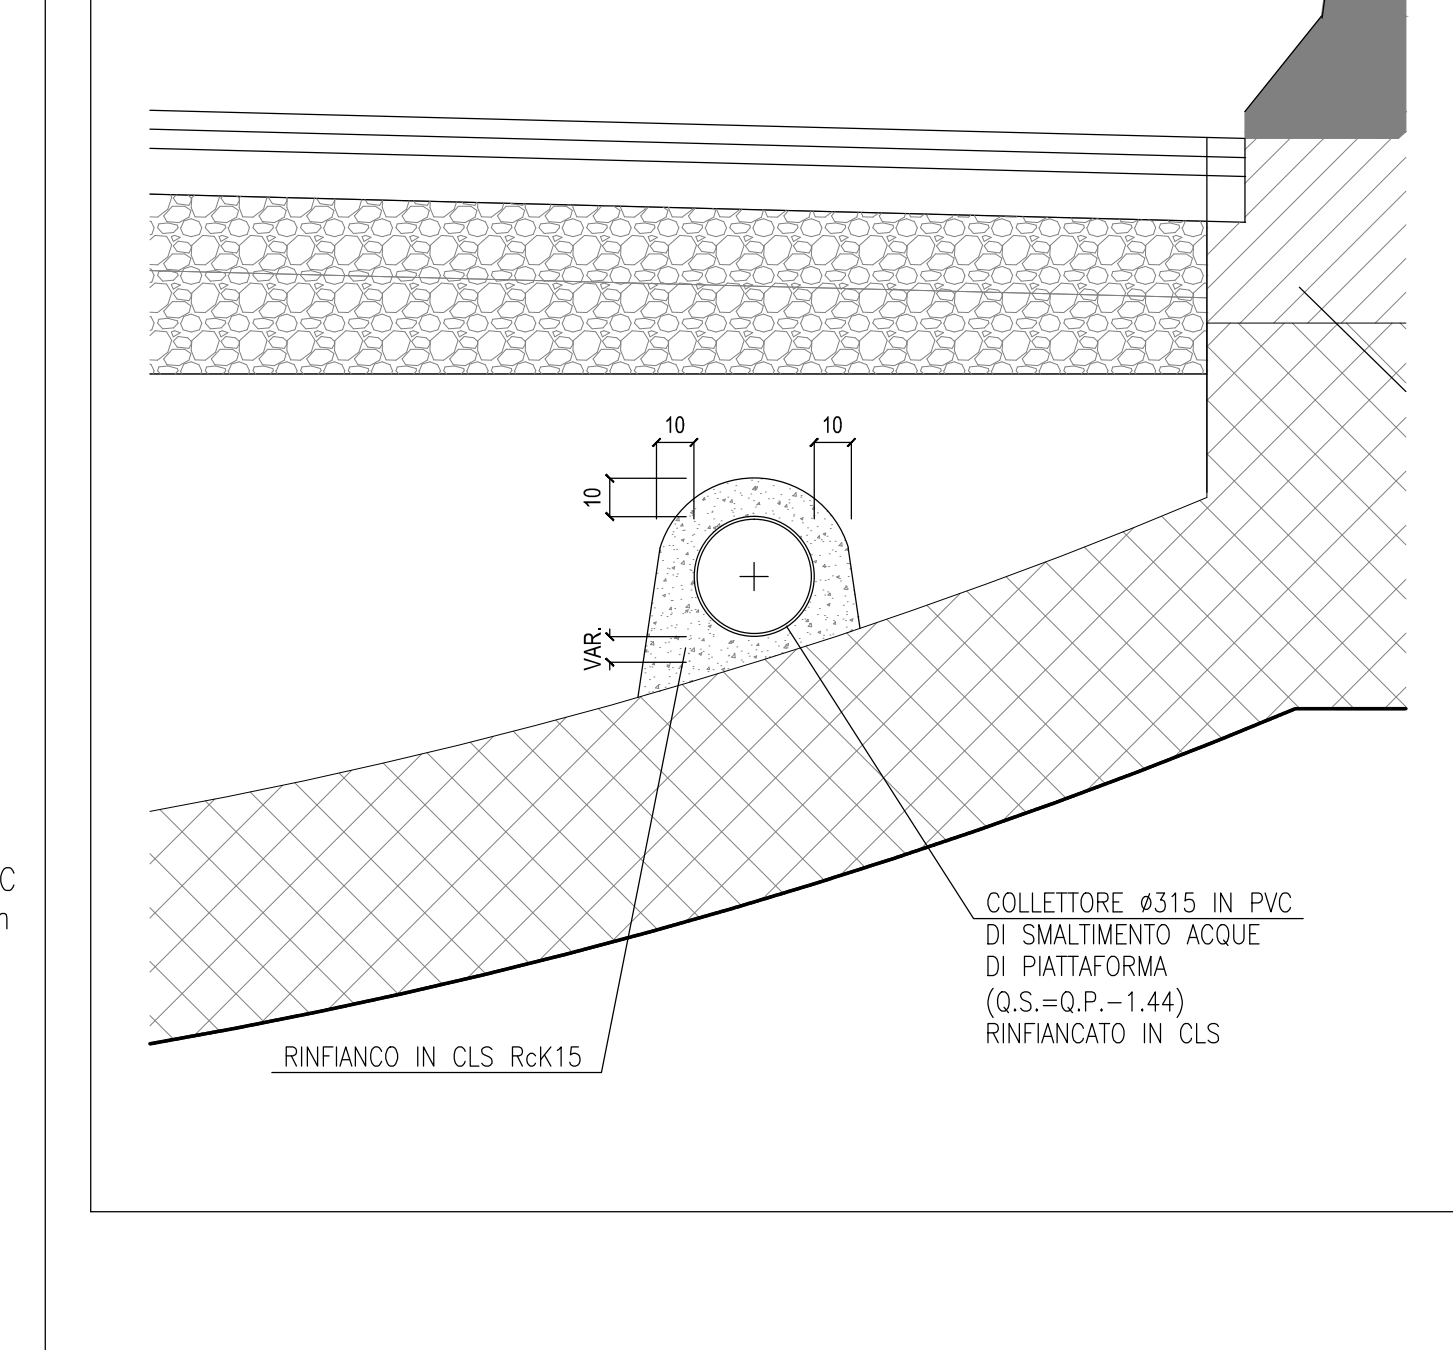 10
10
10
VAR.
C
COLLETTORE Ø315 IN PVC
DI SMALTIMENTO ACQUE
DI PIATTAFORMA
(Q.S.=Q.P.-1.44)
RINFIANCATO IN CLS
RINFIANCO IN CLS RcK15